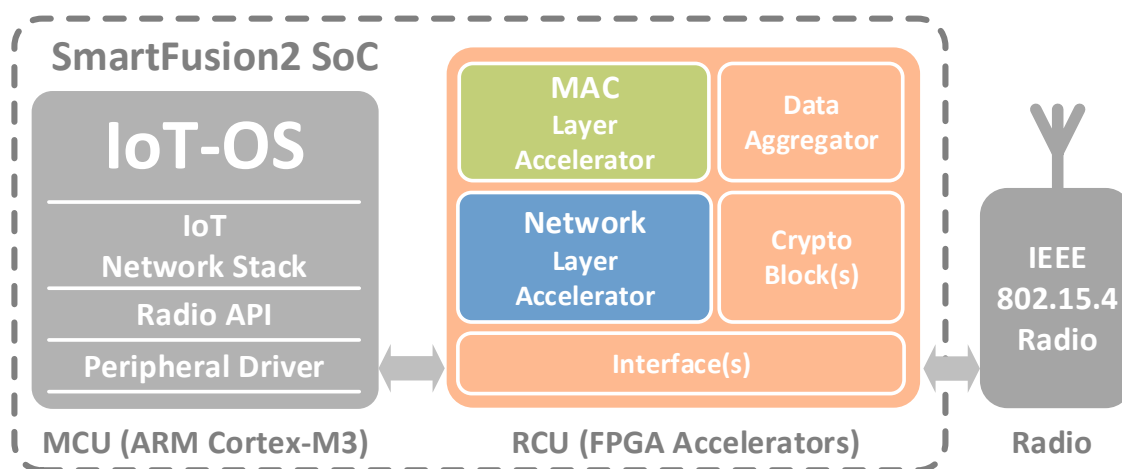 SmartFusion2 SoC
IoT-OS
IoT
Network Stack
Radio API
Peripheral Driver
MCU (ARM Cortex-M3)
MAC
Layer
Accelerator
Data
Aggregator
Network
Layer
Accelerator
Crypto
Block(s)
Interface(s)
RCU (FPGA Accelerators)
IEEE
802.15.4
Radio
Radio